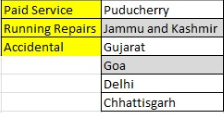 Paid Service Puducherry
Running Repairs Jammu and Kashmir
Accidental Gujarat
Goa
Delhi
Chhattisgarh